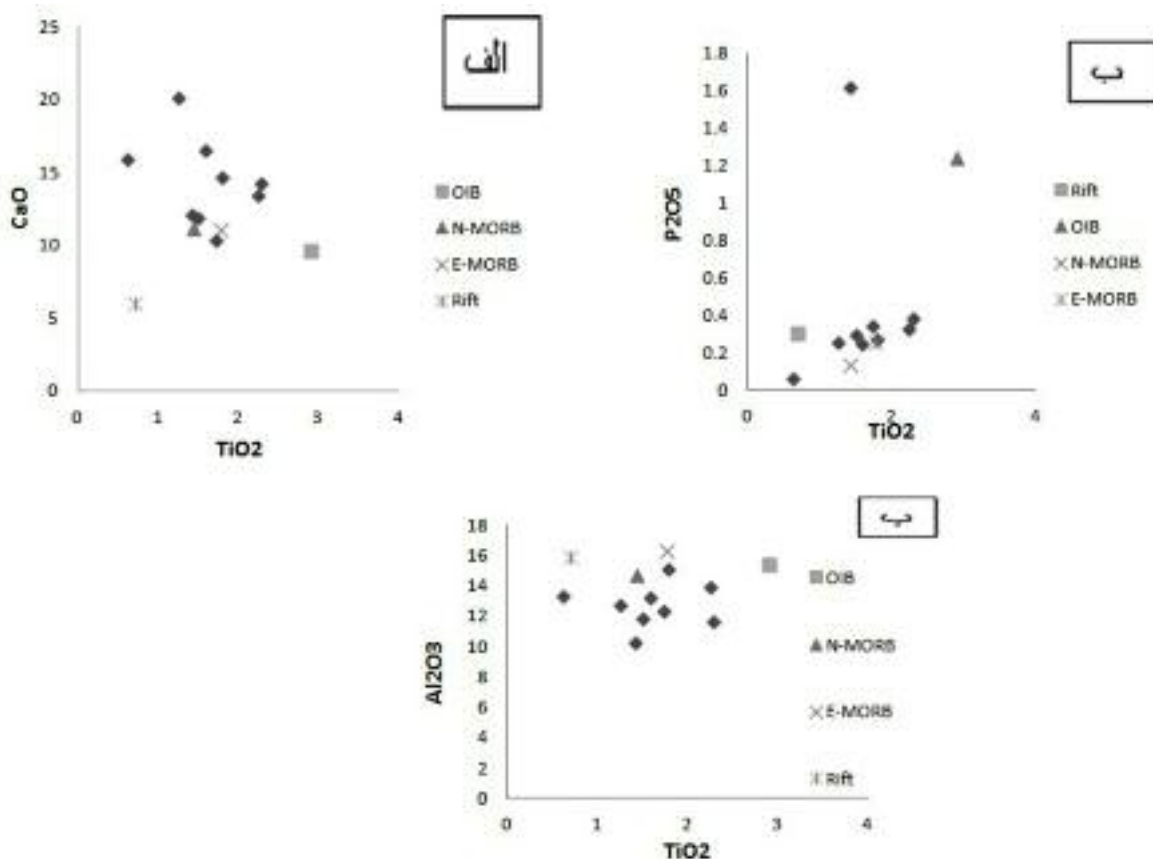 الف
25
20
15
10
5
0
CaO
0 1 2 3 4
TiO2
OIB
N-MORB
E-MORB
Rift
ب
1.8
1.6
1.4
1.2
1
0.8
0.6
0.4
0.2
0
P2O5
0 2 4
TiO2
Rift
OIB
N-MORB
E-MORB
پ
18
16
14
12
10
8
6
4
2
0
Al2O3
0 1 2 3 4
TiO2
OIB
N-MORB
E-MORB
Rift